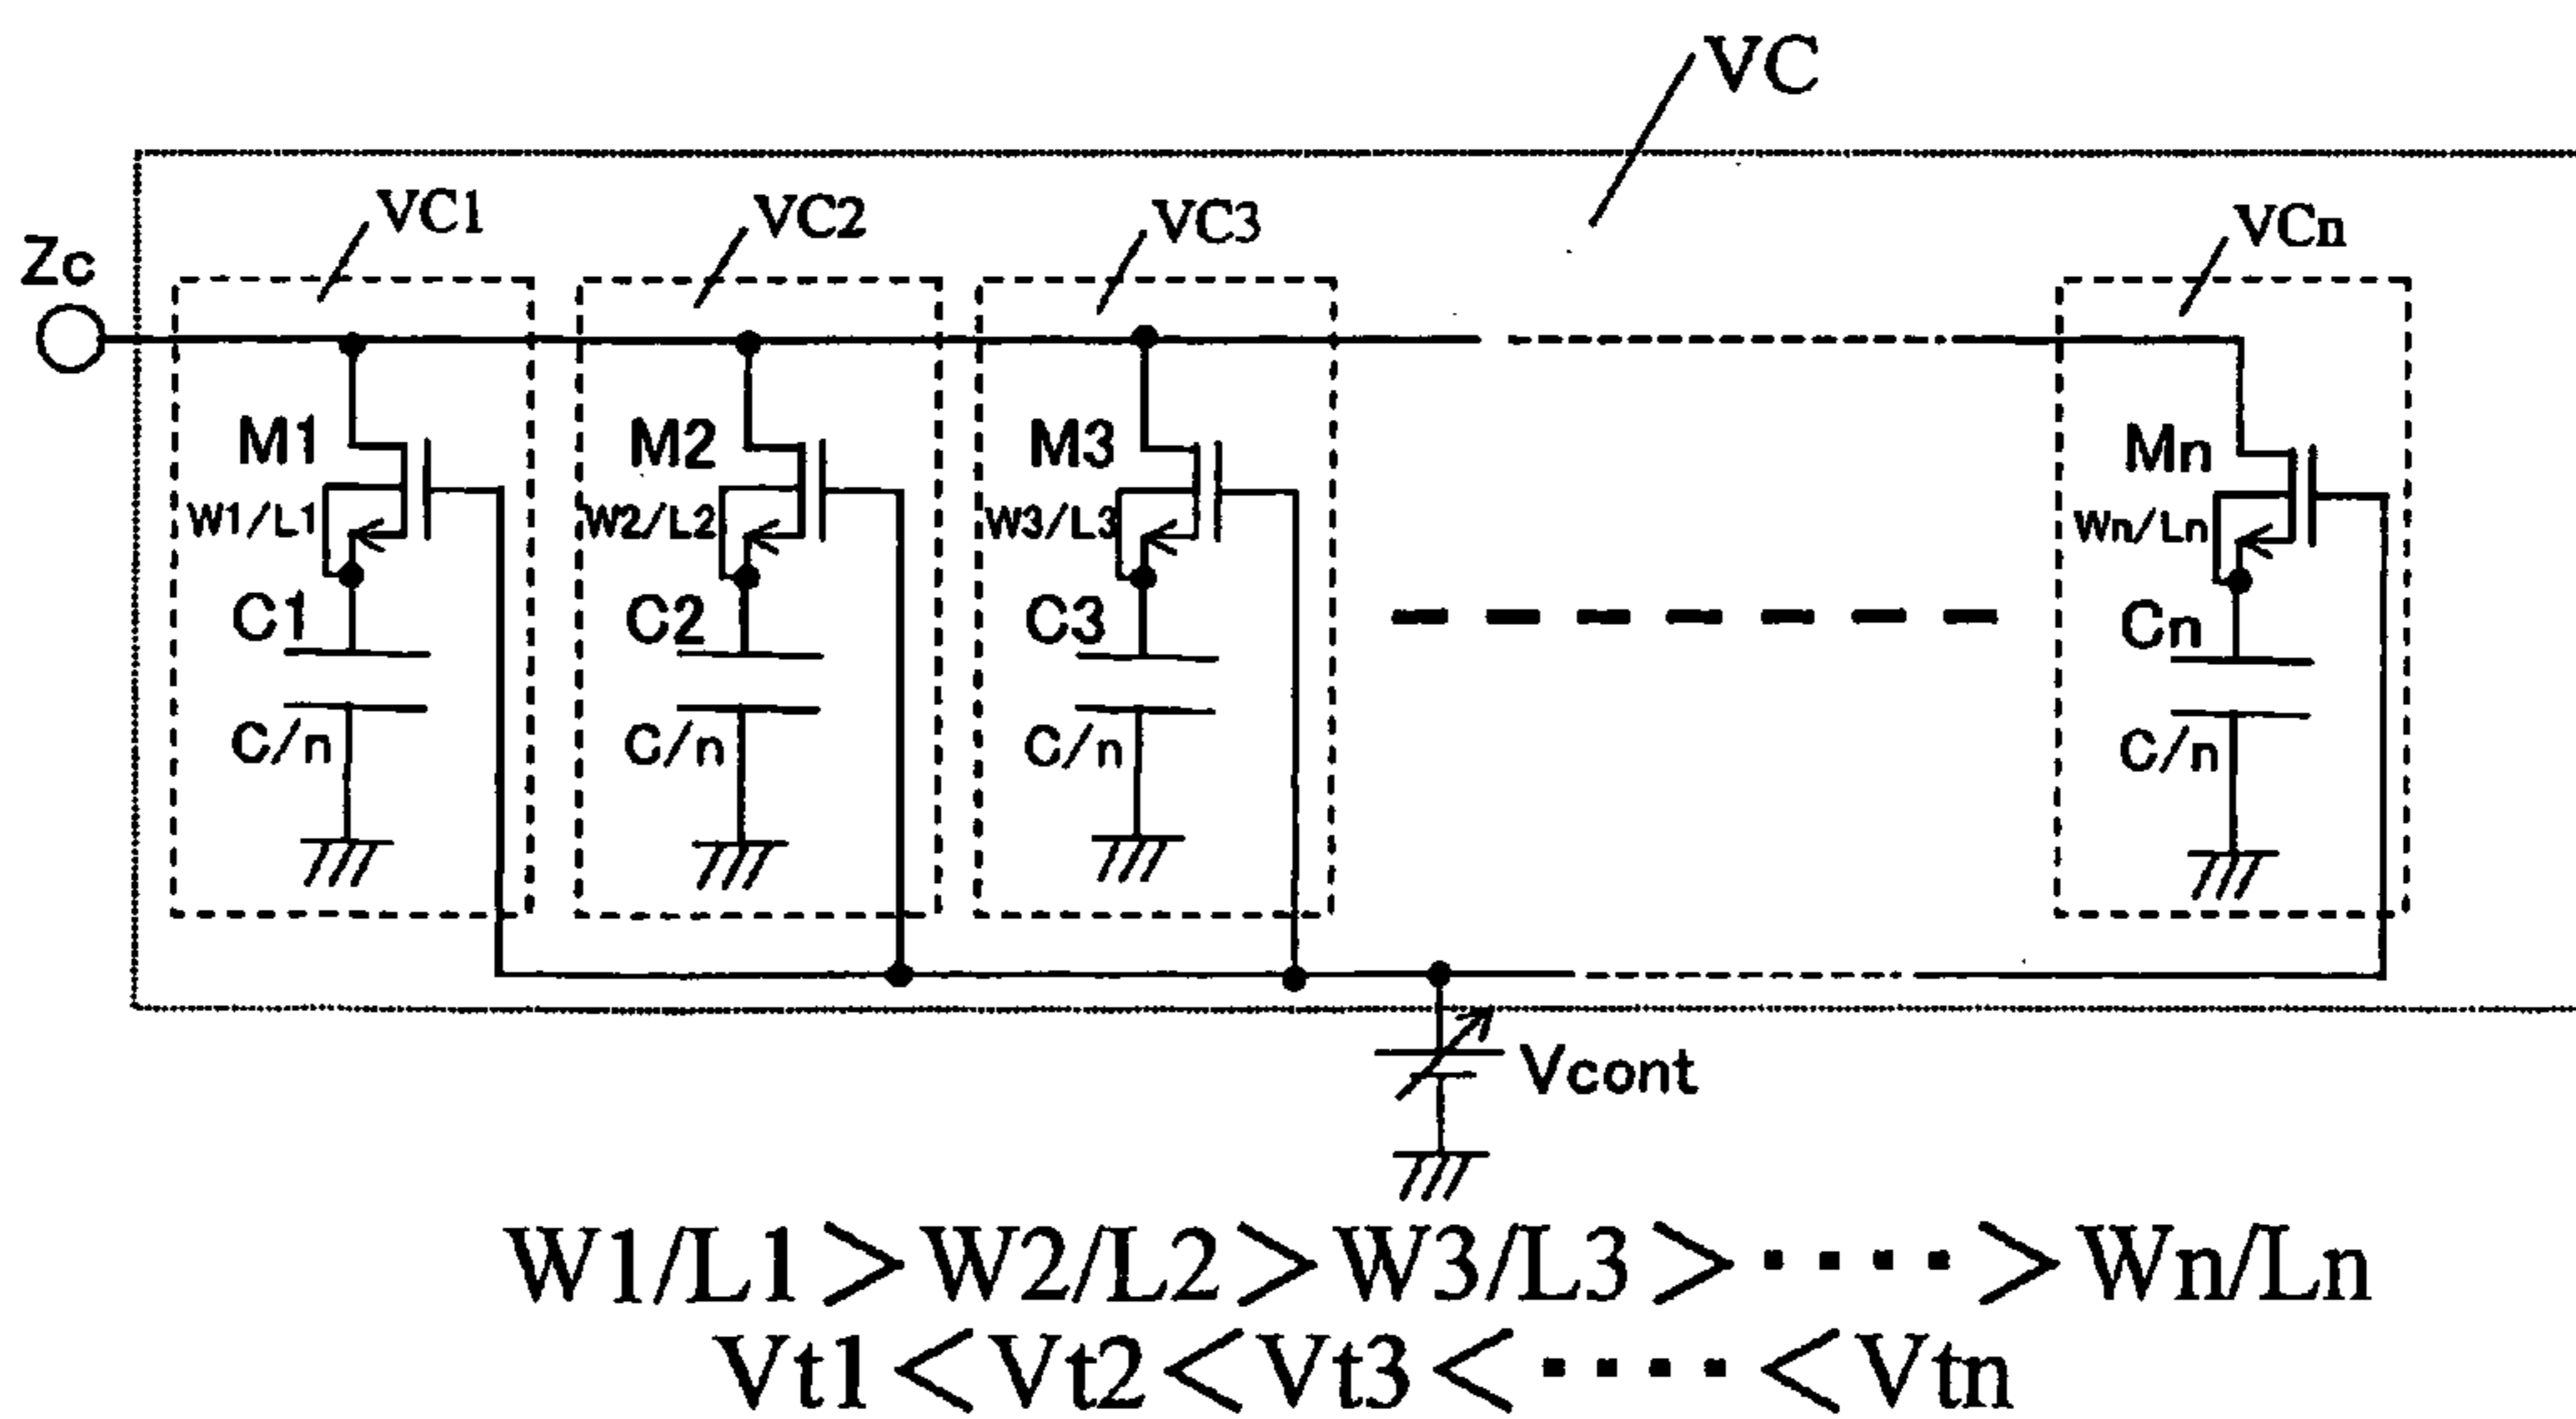 VC
VC1 VC2 VC3 VCn
Zc
M1 M2 M3 Mn
W1/L1 W2/L2 W3/L3 Wn/Ln
C1 C2 C3 Cn
C/n C/n C/n C/n
Vcont
W1/L1＞W2/L2＞W3/L3＞････＞Wn/Ln
Vt1＜Vt2＜Vt3＜････＜Vtn